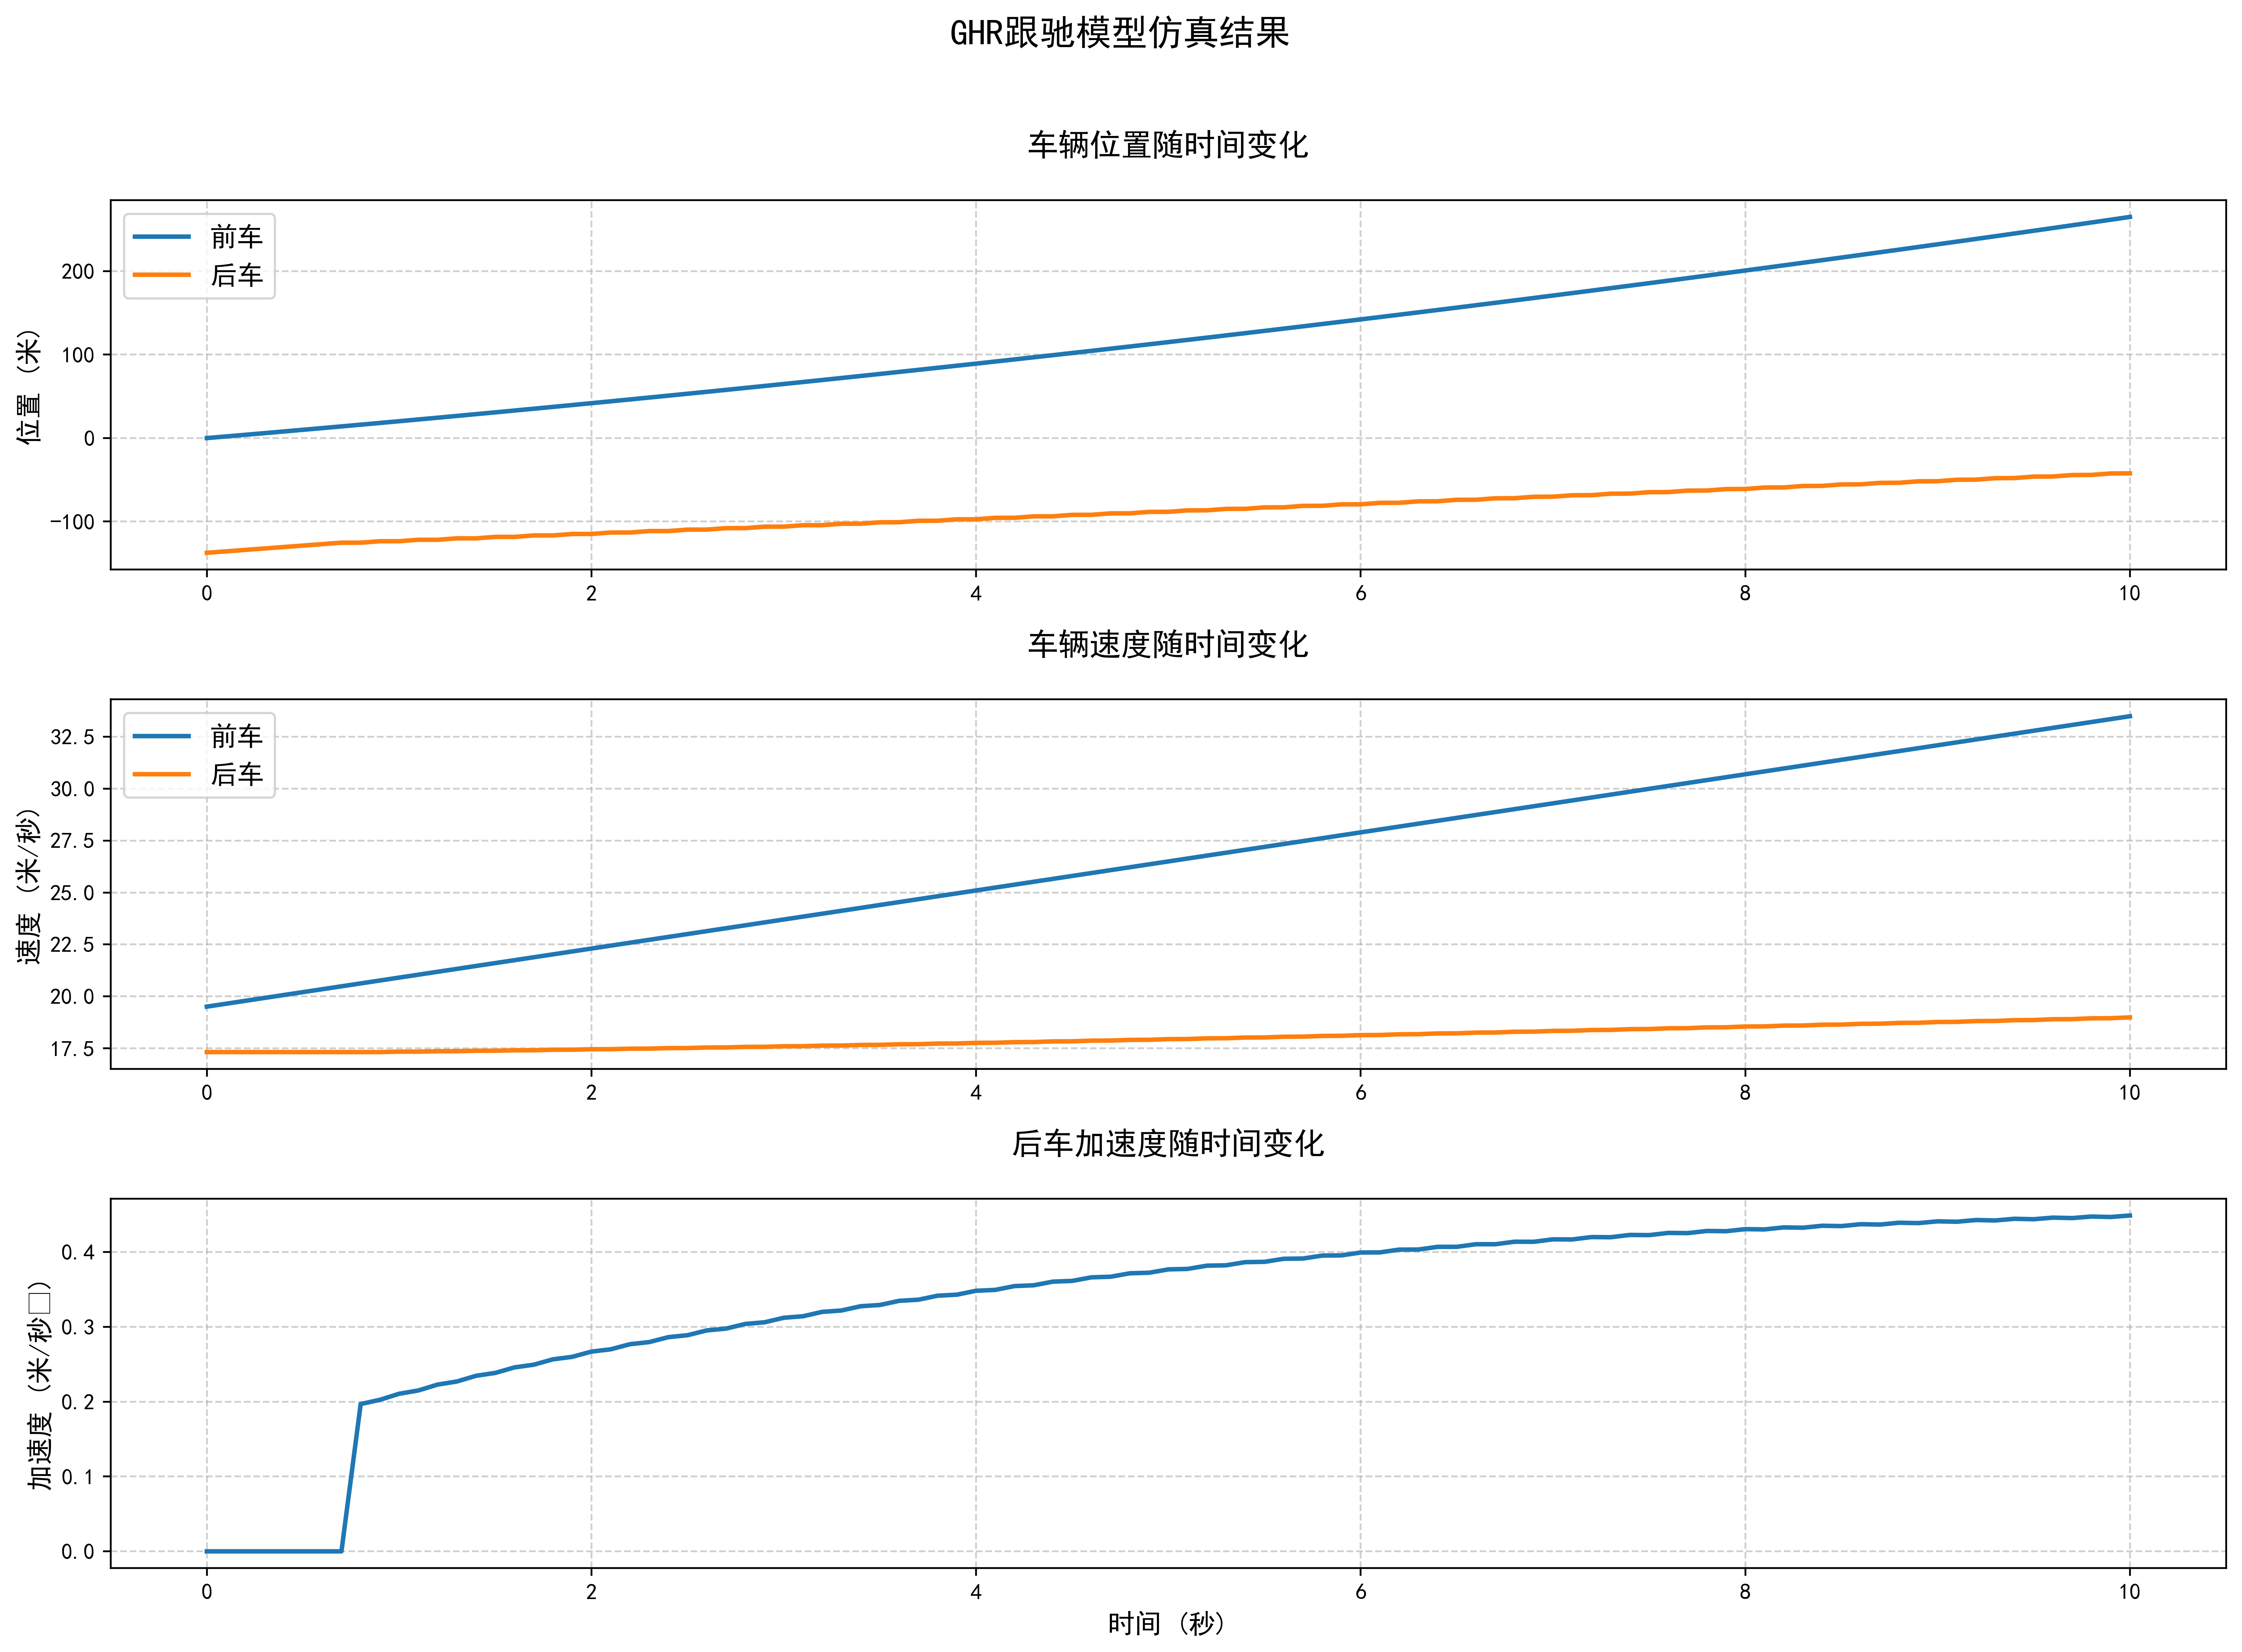 GHR跟驰模型仿真结果
车辆位置随时间变化
前车
后车
位置 (米)
200
100
0
−100
0 2 4 6 8 10
车辆速度随时间变化
前车
后车
速度 (米/秒)
32.5
30.0
27.5
25.0
22.5
20.0
17.5
0 2 4 6 8 10
后车加速度随时间变化
加速度 (米/秒□)
0.4
0.3
0.2
0.1
0.0
0 2 4 6 8 10
时间 (秒)